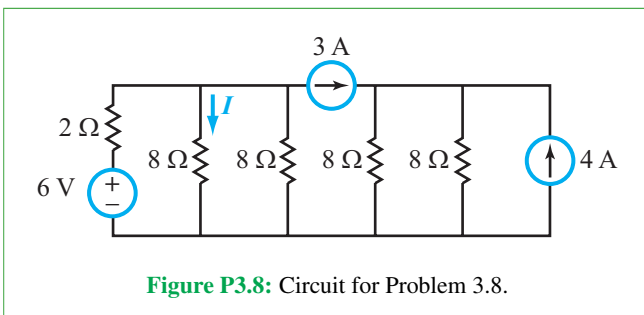 3 A
I
2 Ω
8 Ω 8 Ω 8 Ω 8 Ω
4 A
6 V
+
−
Figure P3.8: Circuit for Problem 3.8.